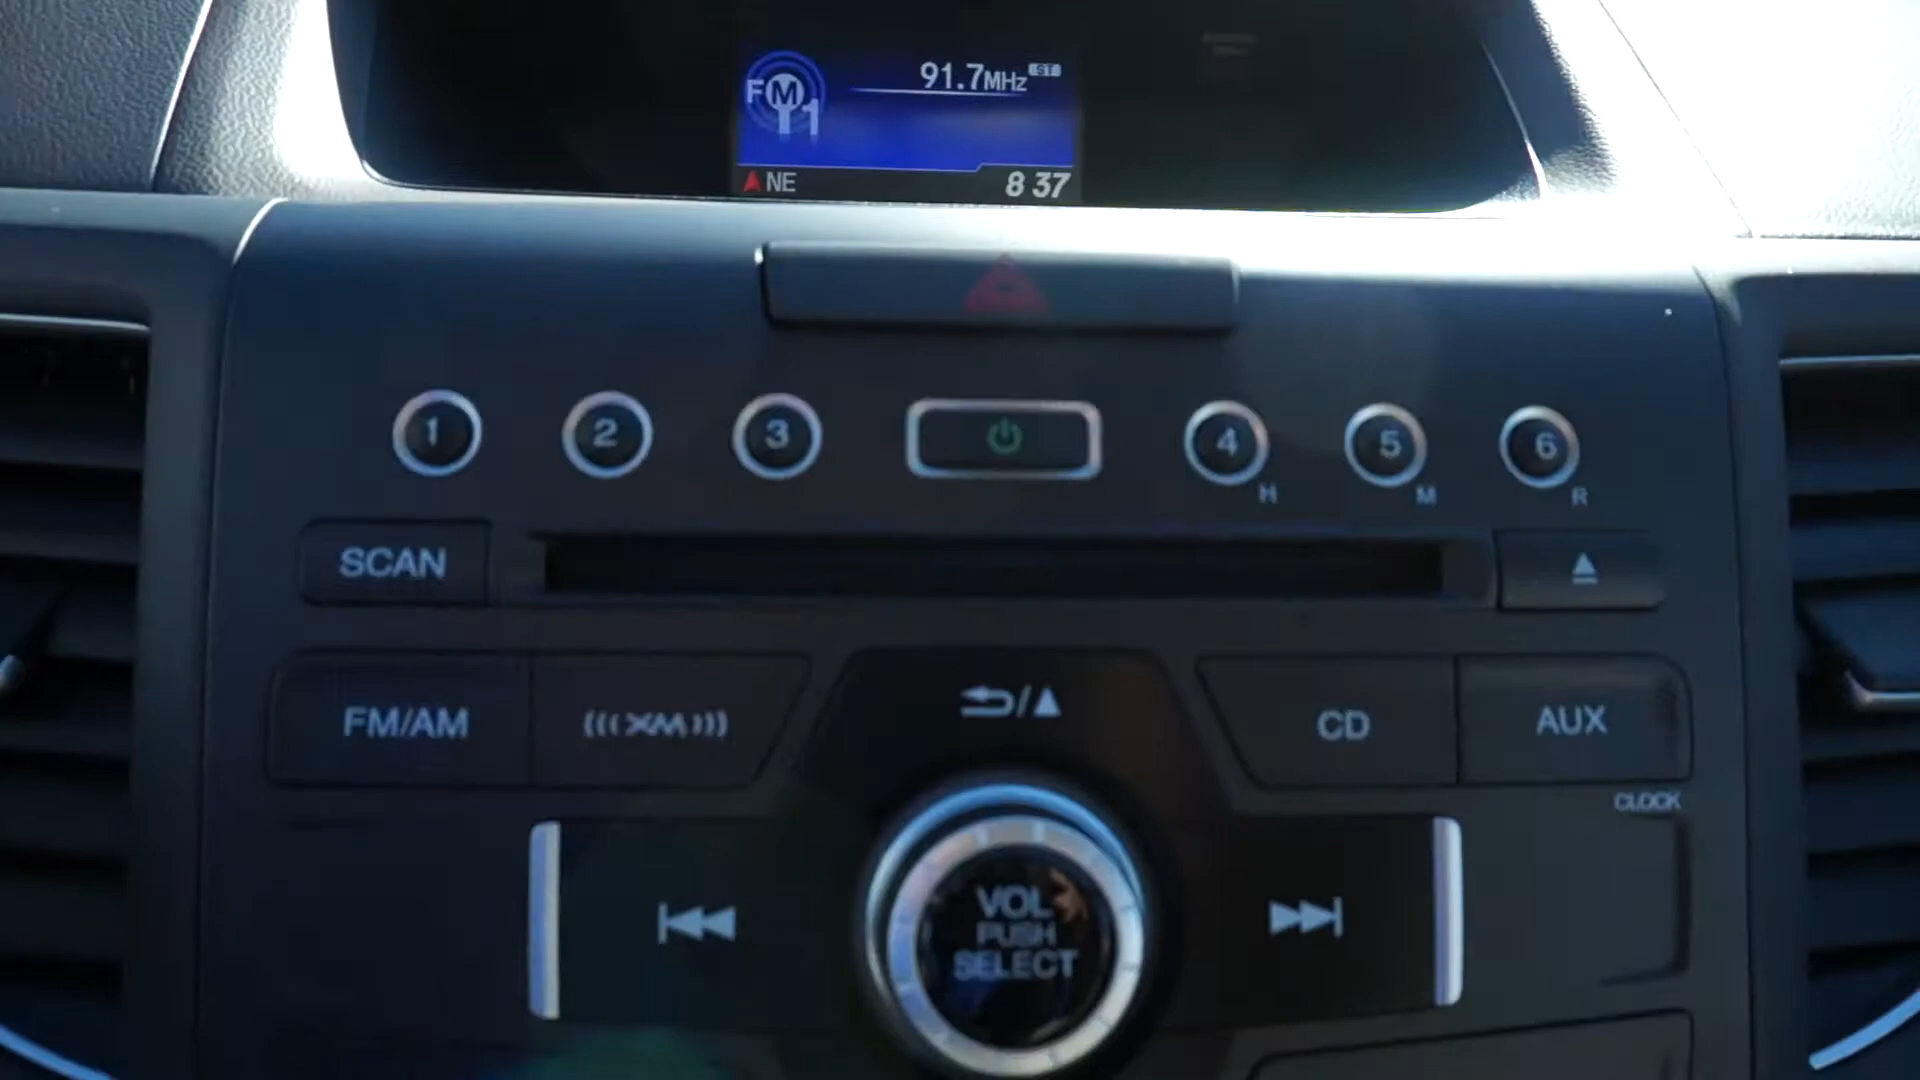 FM1
91.7MHz ST
NE
8 37
1
2
3
4
5
6
H
M
R
SCAN
FM/AM
(((XM)))
CD
AUX
CLOCK
VOL
PUSH
SELECT